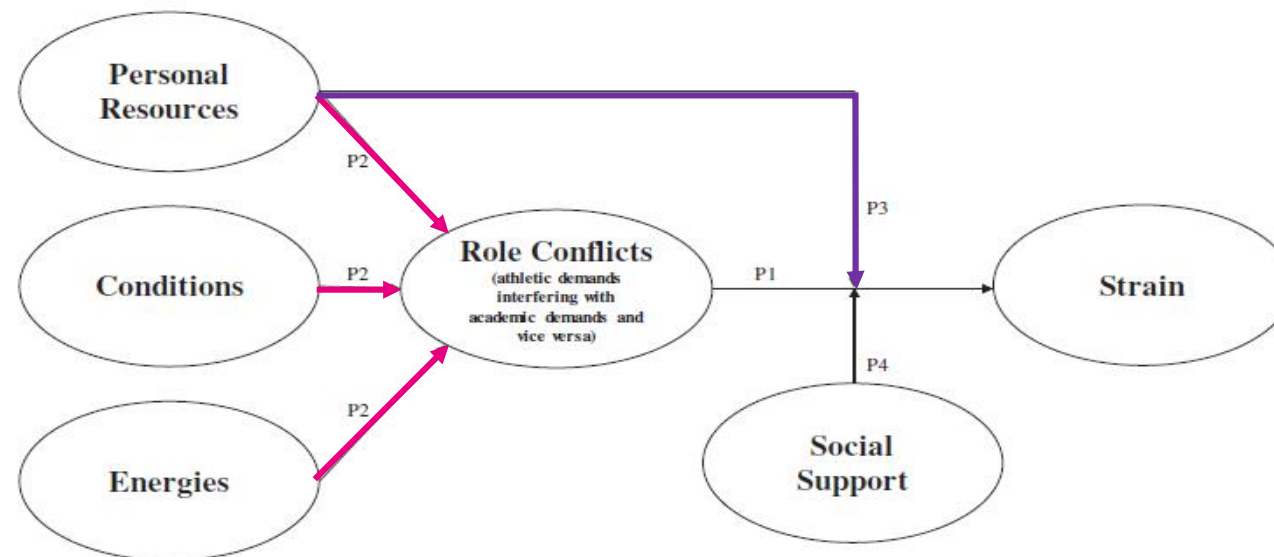 Personal
Resources
P2
P3
Conditions
P2
Role Conflicts
(athletic demands
interfering with
academic demands and
vice versa)
P1
Strain
P4
P2
Energies
Social
Support